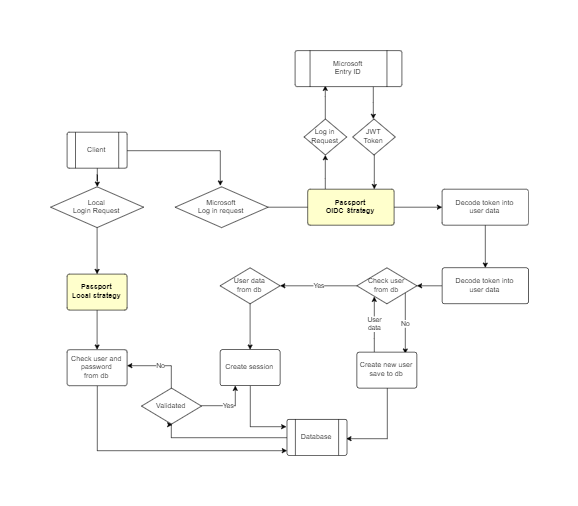 Microsoft
Entry ID
Log in
Request
JWT
Token
Client
Local
Login Request
Microsoft
Log in request
Passport
OIDC Strategy
Decode token into
user data
Passport
Local strategy
User data
from db
Yes
Check user
from db
Decode token into
user data
User
data
No
Check user and
password
from db
No
Create session
Create new user
save to db
Validated
Yes
Database